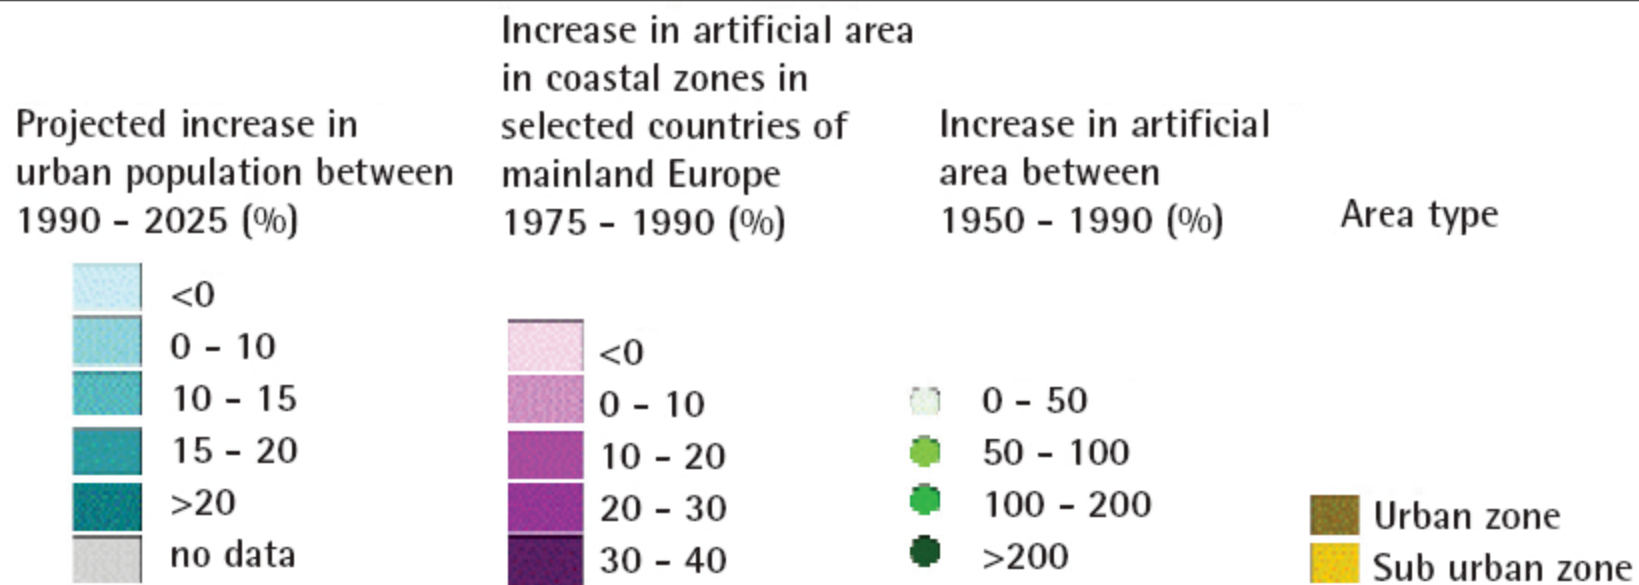 Projected increase in
urban population between
1990 - 2025 (%)
<0
0 - 10
10 - 15
15 - 20
>20
no data
Increase in artificial area
in coastal zones in
selected countries of
mainland Europe
1975 - 1990 (%)
<0
0 - 10
10 - 20
20 - 30
30 - 40
Increase in artificial
area between
1950 - 1990 (%)
0 - 50
50 - 100
100 - 200
>200
Area type
Urban zone
Sub urban zone